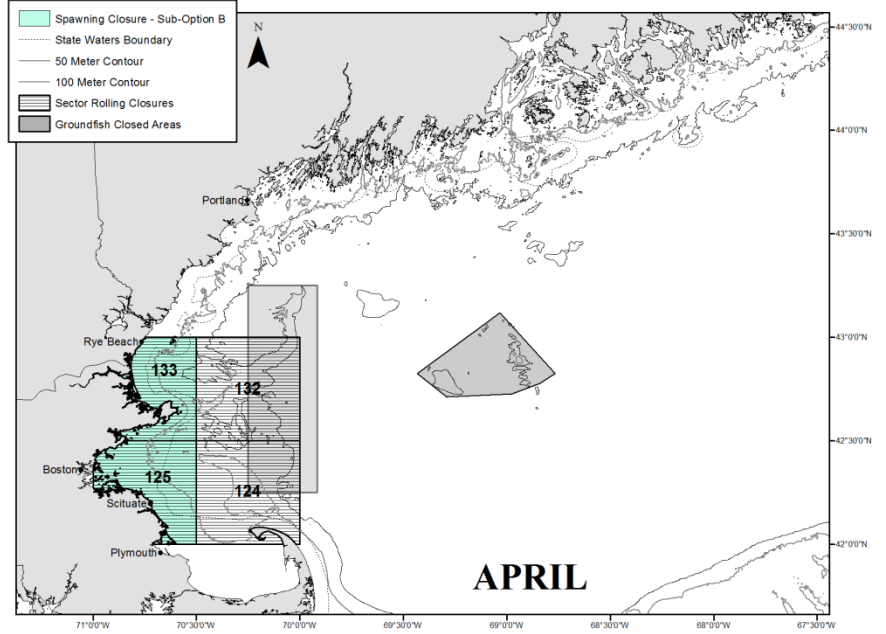 Spawning Closure - Sub-Option B
State Waters Boundary
50 Meter Contour
100 Meter Contour
Sector Rolling Closures
Groundfish Closed Areas
N
44°30'0"N
44°0'0"N
43°30'0"N
43°0'0"N
42°30'0"N
42°0'0"N
Portland
Rye Beach
133
132
Boston
125
124
Scituate
Plymouth
APRIL
71°0'0"W
70°30'0"W
70°0'0"W
69°30'0"W
69°0'0"W
68°30'0"W
68°0'0"W
67°30'0"W